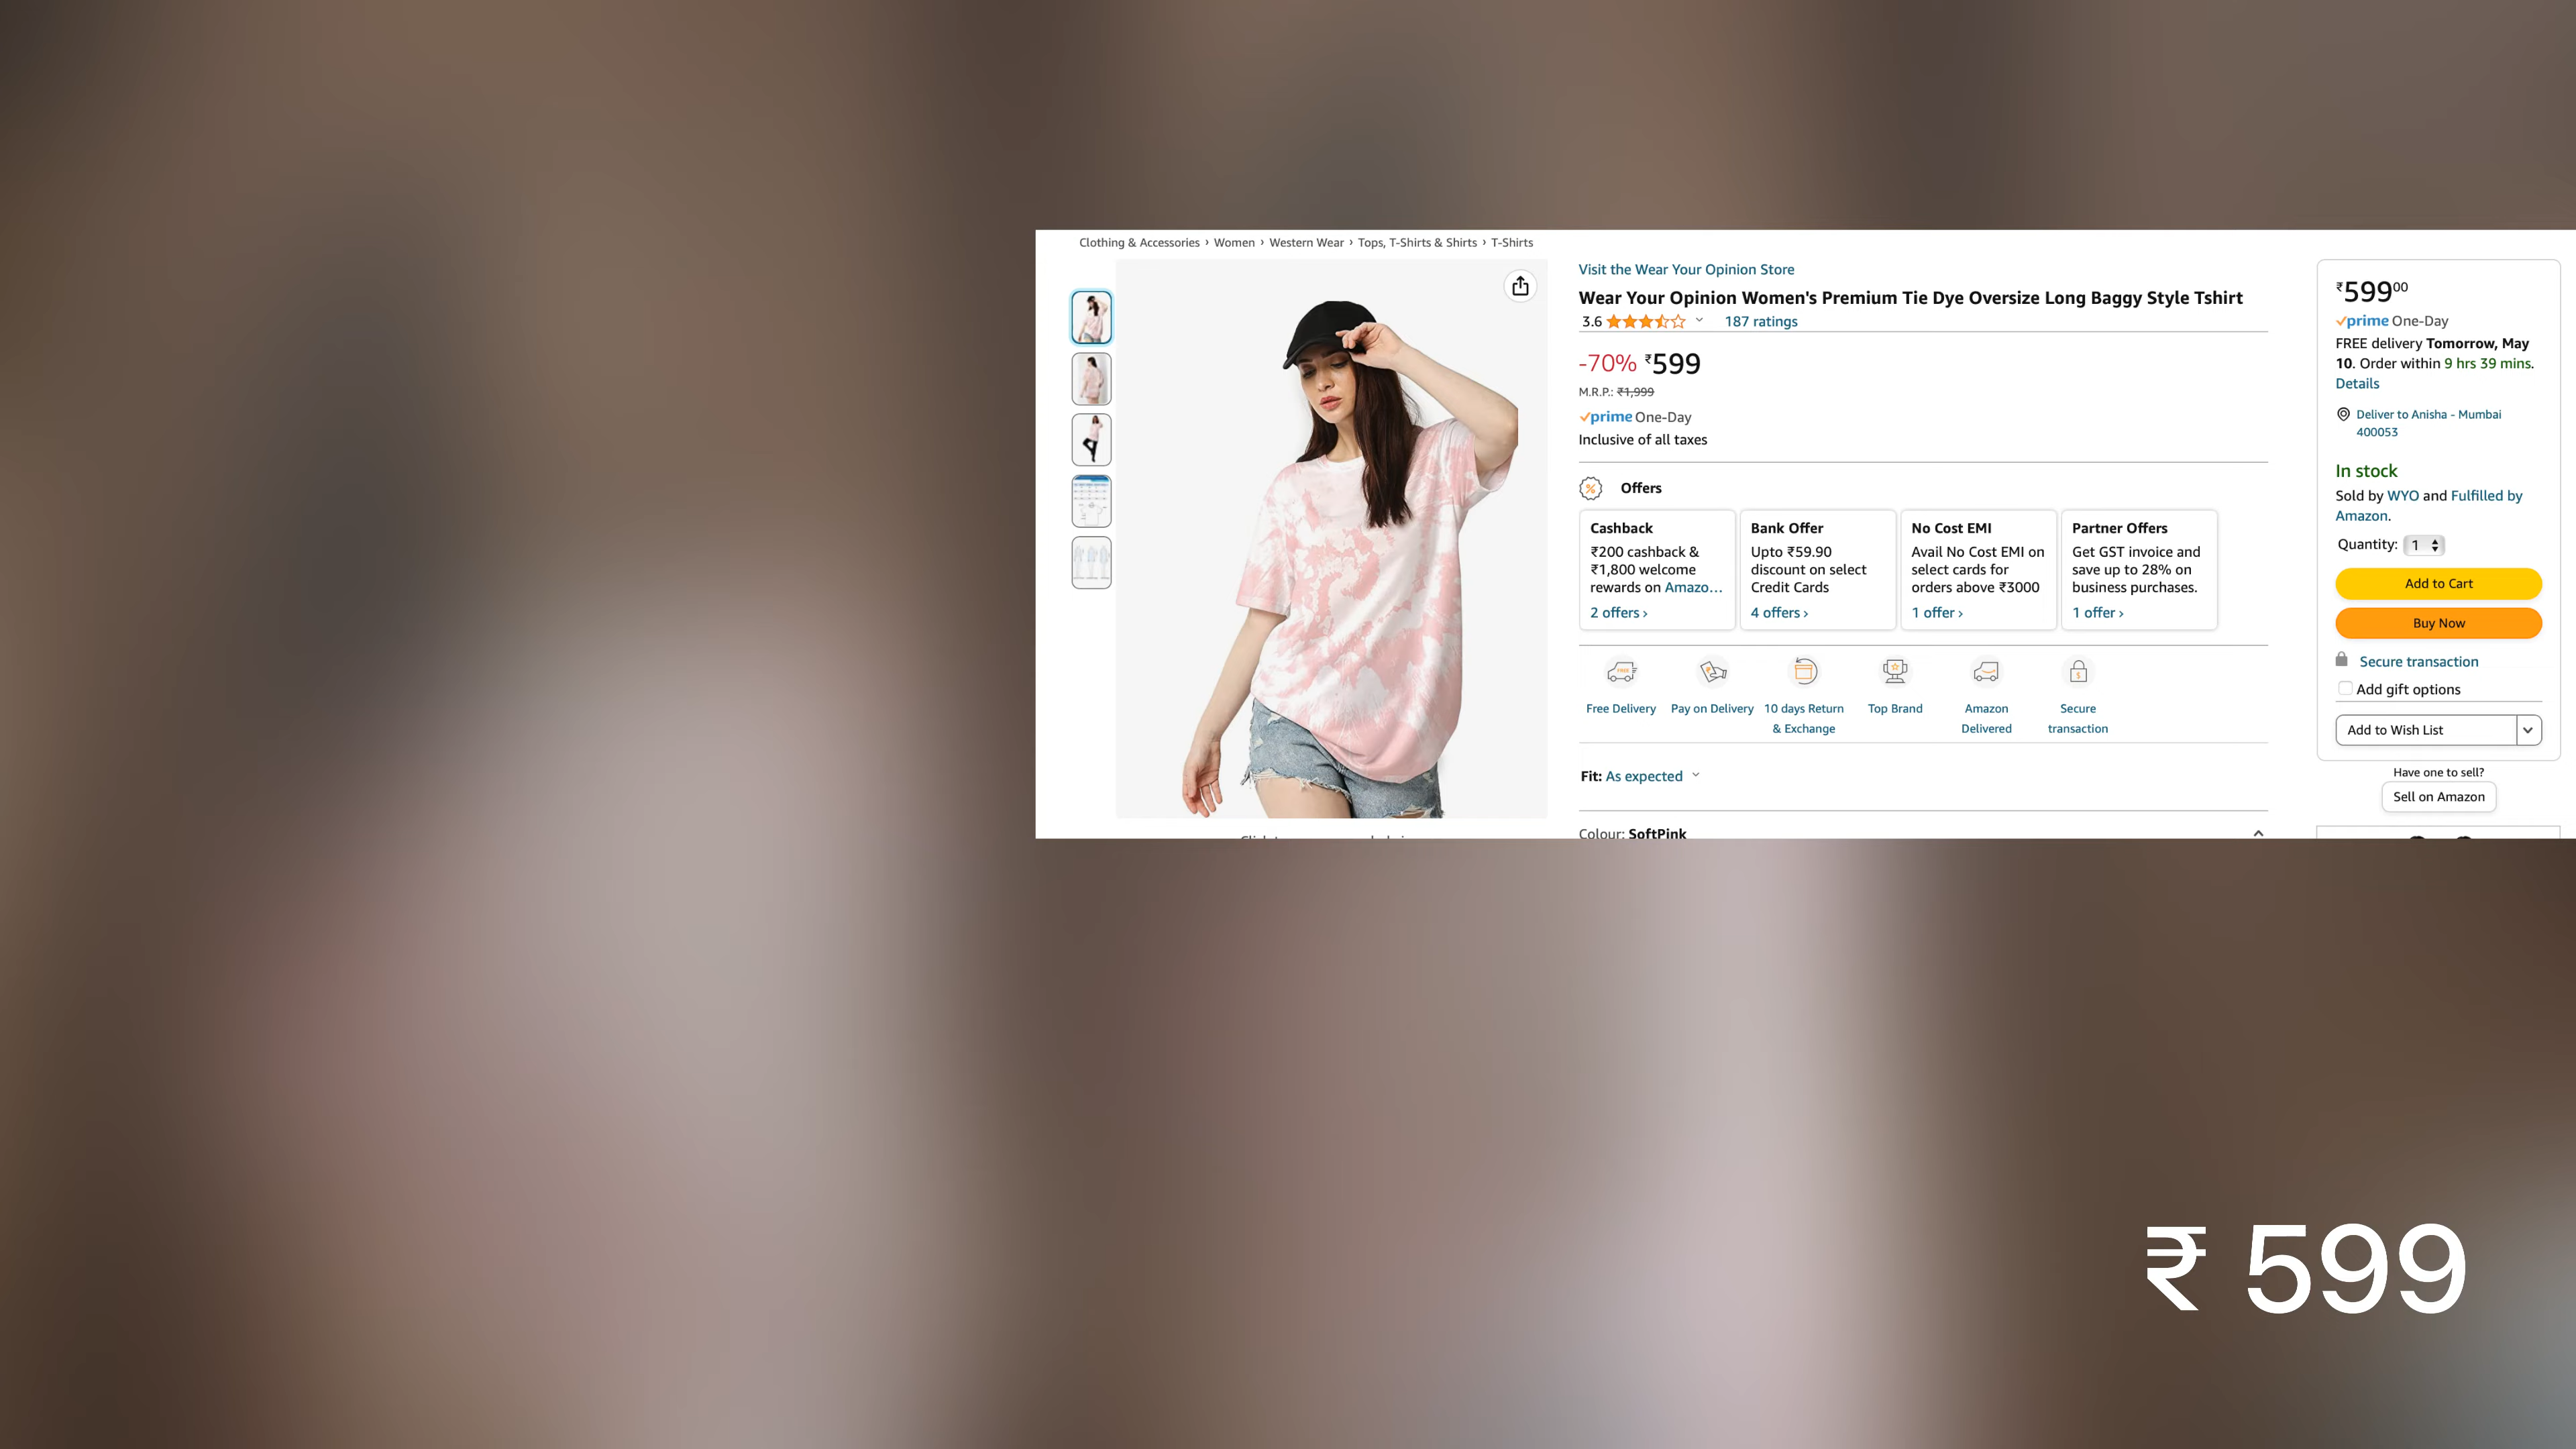 Clothing & Accessories › Women › Western Wear › Tops, T-Shirts & Shirts › T-Shirts
Visit the Wear Your Opinion Store
Wear Your Opinion Women's Premium Tie Dye Oversize Long Baggy Style Tshirt
3.6 187 ratings
-70% ₹599
M.R.P.: ₹1,999
prime One-Day
Inclusive of all taxes
Offers
Cashback
₹200 cashback &
₹1,800 welcome
rewards on Amazo...
2 offers ›
Bank Offer
Upto ₹59.90
discount on select
Credit Cards
4 offers ›
No Cost EMI
Avail No Cost EMI on
select cards for
orders above ₹3000
1 offer ›
Partner Offers
Get GST invoice and
save up to 28% on
business purchases.
1 offer ›
Free Delivery
Pay on Delivery
10 days Return
& Exchange
Top Brand
Amazon
Delivered
Secure
transaction
Fit: As expected
Colour: SoftPink
₹59900
prime One-Day
FREE delivery Tomorrow, May
10. Order within 9 hrs 39 mins.
Details
Deliver to Anisha - Mumbai
400053
In stock
Sold by WYO and Fulfilled by
Amazon.
Quantity: 1
Add to Cart
Buy Now
Secure transaction
Add gift options
Add to Wish List
Have one to sell?
Sell on Amazon
₹ 599